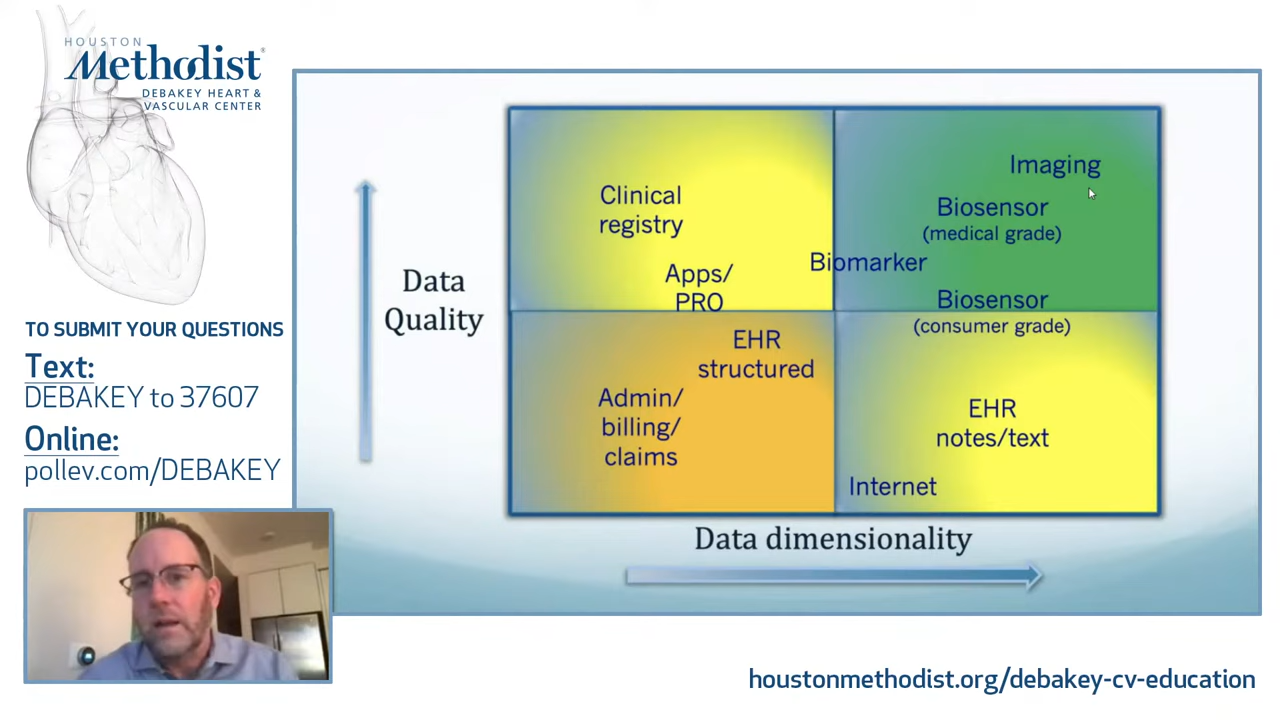 HOUSTON
Methodist®
DEBAKEY HEART &
VASCULAR CENTER
TO SUBMIT YOUR QUESTIONS
Text:
DEBAKEY to 37607
Online:
pollev.com/DEBAKEY
Data
Quality
Clinical
registry
Apps/
PRO
Imaging
Biosensor
(medical grade)
Biomarker
Biosensor
(consumer grade)
EHR
structured
Admin/
billing/
claims
EHR
notes/text
Internet
Data dimensionality
houstonmethodist.org/debakey-cv-education